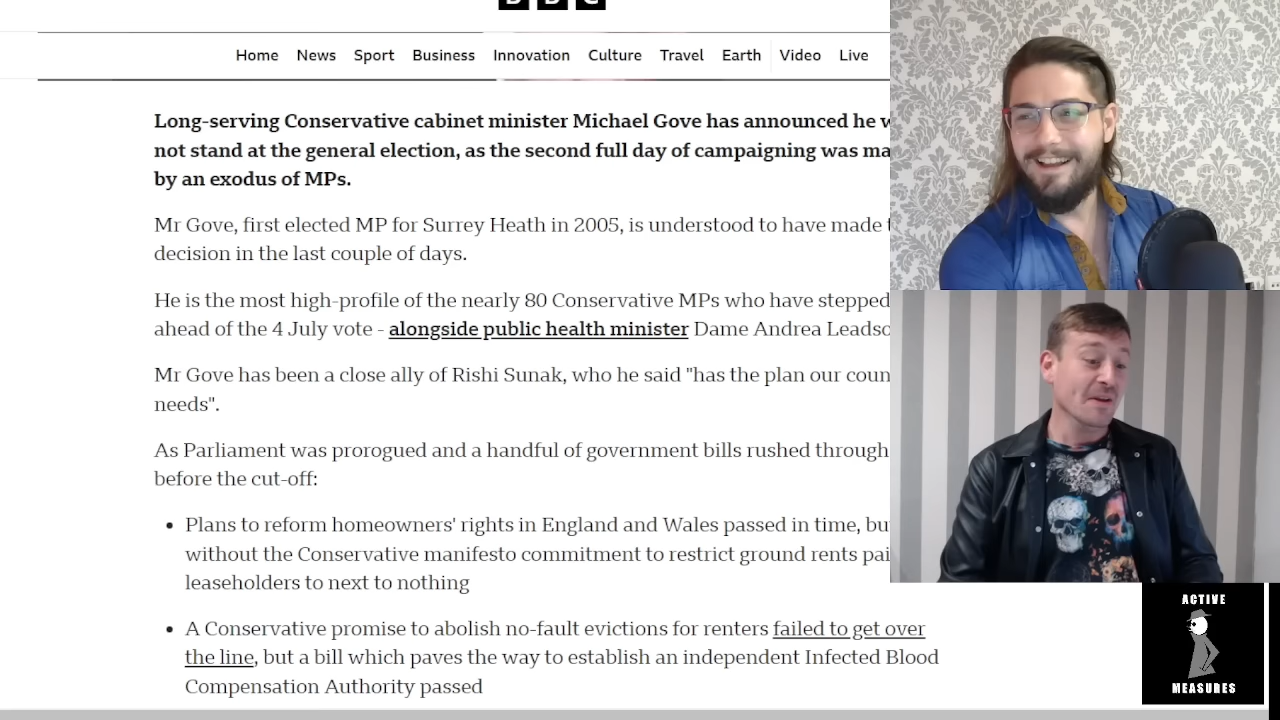 BBC
Home News Sport Business Innovation Culture Travel Earth Video Live
Long-serving Conservative cabinet minister Michael Gove has announced he
not stand at the general election, as the second full day of campaigning was
by an exodus of MPs.
Mr Gove, first elected MP for Surrey Heath in 2005, is understood to have made
decision in the last couple of days.
He is the most high-profile of the nearly 80 Conservative MPs who have stepped
ahead of the 4 July vote - alongside public health minister Dame Andrea
Mr Gove has been a close ally of Rishi Sunak, who he said "has the plan our
needs".
As Parliament was prorogued and a handful of government bills rushed through
before the cut-off:
• Plans to reform homeowners' rights in England and Wales passed in time,
without the Conservative manifesto commitment to restrict ground rents
leaseholders to next to nothing
• A Conservative promise to abolish no-fault evictions for renters failed to get over
the line, but a bill which paves the way to establish an independent Infected Blood
Compensation Authority passed
ACTIVE
MEASURES